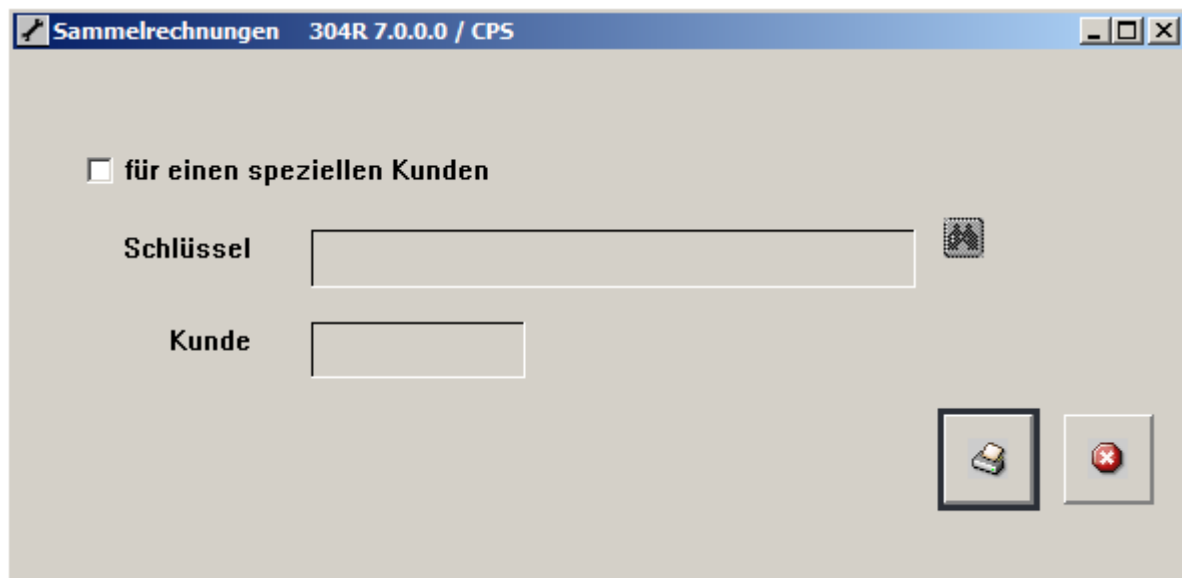 Sammelrechnungen 304R 7.0.0.0 / CPS
für einen speziellen Kunden
Schlüssel
Kunde